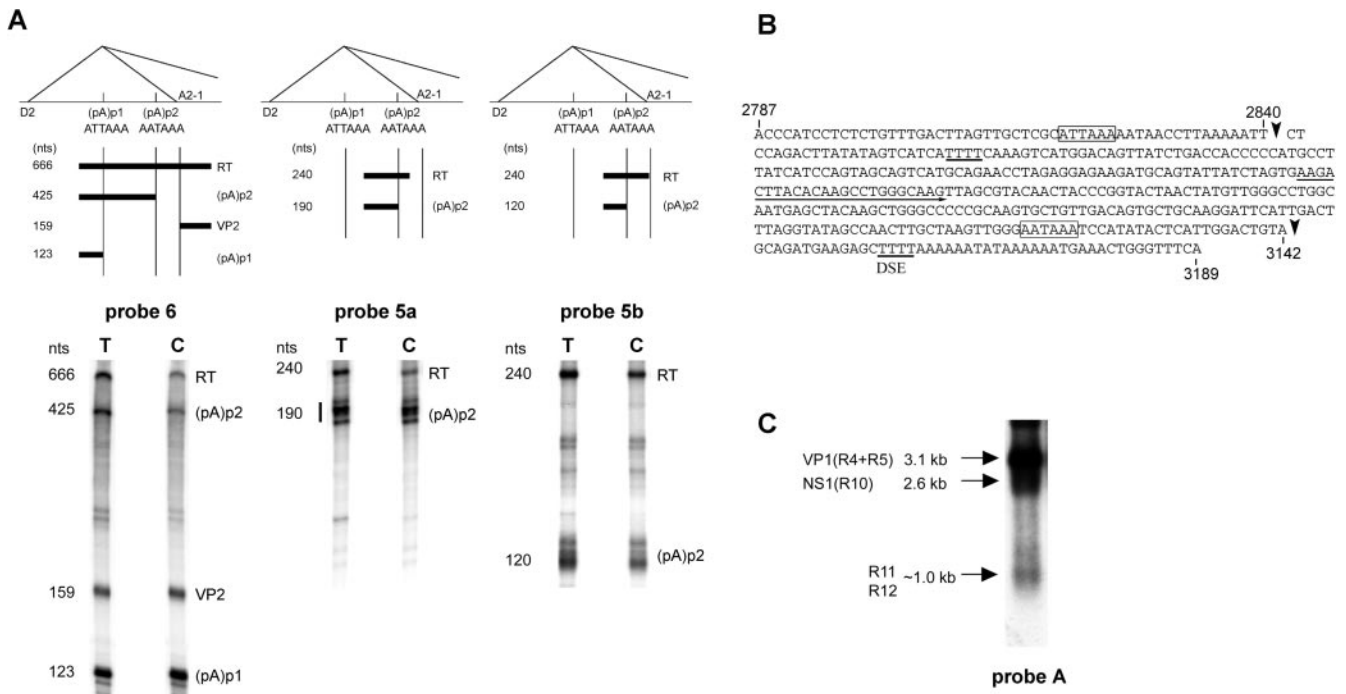 A
D2 (pA)p1 (pA)p2 A2-1
ATTAAA AATAAA
(nts)
666 RT
425 (pA)p2
159 VP2
123 (pA)p1
D2 (pA)p1 (pA)p2 A2-1
ATTAAA AATAAA
(nts)
240 RT
190 (pA)p2
D2 (pA)p1 (pA)p2 A2-1
ATTAAA AATAAA
(nts)
240 RT
120 (pA)p2
probe 6
nts T C
666 RT
425 (pA)p2
159 VP2
123 (pA)p1
probe 5a
nts T C
240 RT
190 (pA)p2
probe 5b
nts T C
240 RT
120 (pA)p2
B
2787 2840
ACCCATCCTCTCTGTTTGACTTAGTTGCTCGCATTAAAAATAACCTTAAAAATT CT
CCAGACTTATATAGTCATCATTTTCAAAGTCATGGACAGTTATCTGACCACCCCCATGCCT
TATCATCCAGTAGCAGTCATGCAGAACCTAGAGGAGAAGATGCAGTATTATCTAGTGAAGA
CTTACACAAGCCTGGGCAAGTTAGCGTACAACTACCCGGTACTAACTATGTTGGGCCTGGC
AATGAGCTACAAGCTGGGCCCCCGCAAGTGCTGTTGACAGTGCTGCAAGGATTCATTGACT
TTAGGTATAGCCAACTTGCTAAGTTGGGAATAAATCCATATACTCATTGGACTGTA
GCAGATGAAGAGCTTTTAAAAAATATAAAAAATGAAACTGGGTTTCA
3142
DSE
3189
C
VP1(R4+R5) 3.1 kb
NS1(R10) 2.6 kb
R11 ~1.0 kb
R12
probe A